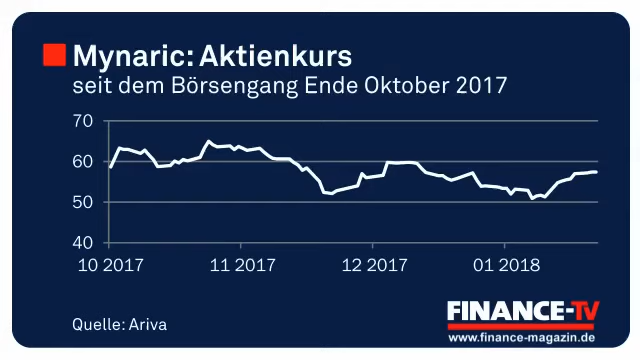 Mynaric: Aktienkurs
seit dem Börsengang Ende Oktober 2017
70
60
50
40
10 2017 11 2017 12 2017 01 2018
Quelle: Ariva
FINANCE-TV
www.finance-magazin.de